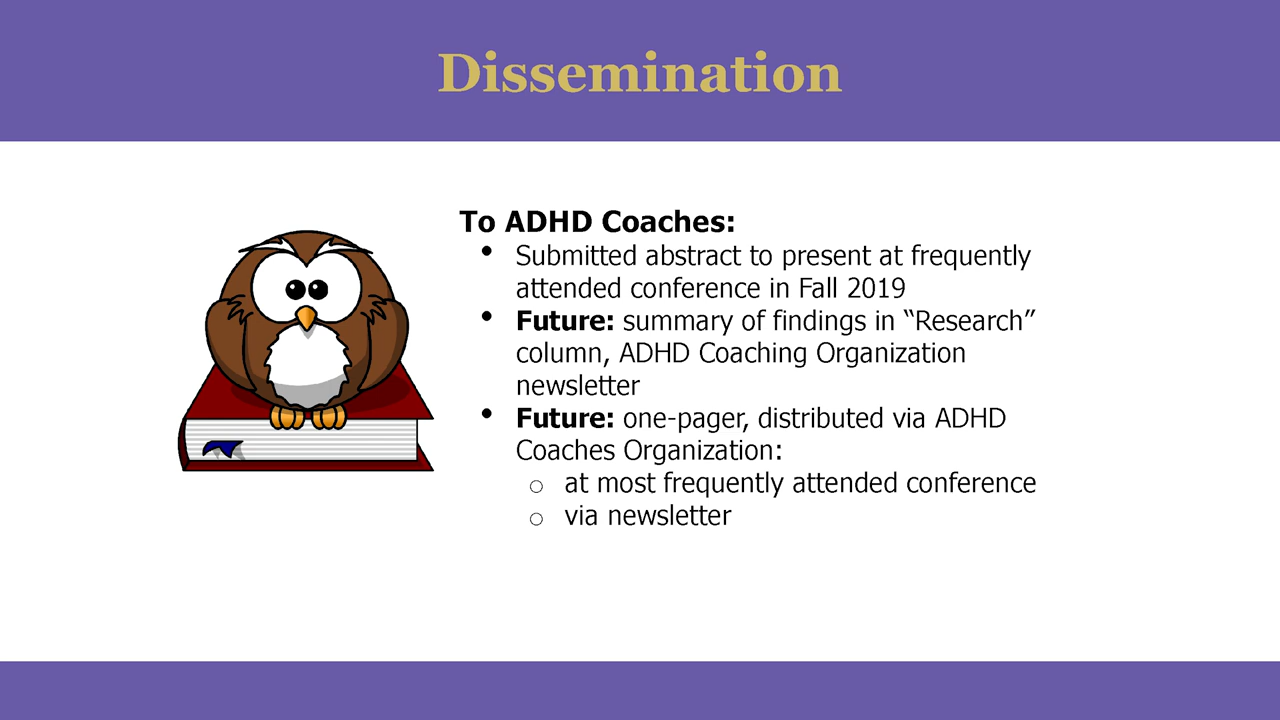 Dissemination
To ADHD Coaches:
• Submitted abstract to present at frequently
attended conference in Fall 2019
• Future: summary of findings in “Research”
column, ADHD Coaching Organization
newsletter
• Future: one-pager, distributed via ADHD
Coaches Organization:
○ at most frequently attended conference
○ via newsletter